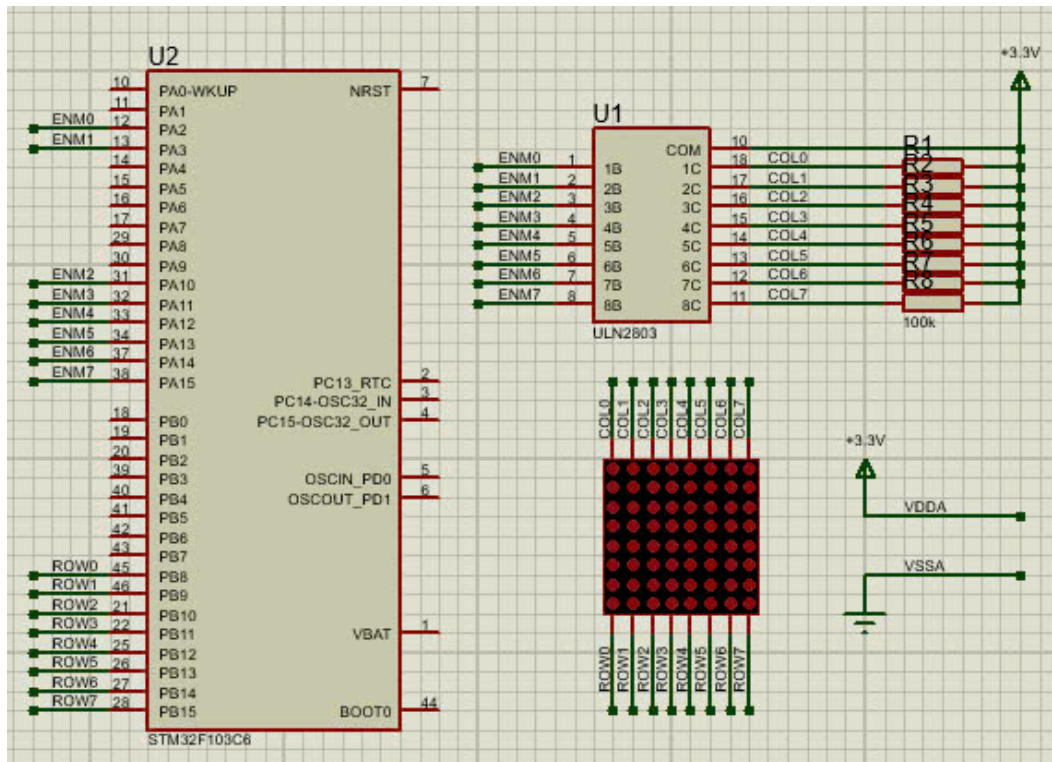 U2
10 PA0-WKUP NRST 7
11 PA1
ENM0 12 PA2
ENM1 13 PA3
14 PA4
15 PA5
16 PA6
17 PA7
29 PA8
30 PA9
ENM2 31 PA10
ENM3 32 PA11
ENM4 33 PA12
ENM5 34 PA13
ENM6 37 PA14
ENM7 38 PA15
PC13_RTC 2
PC14-OSC32_IN 3
18 PB0 PC15-OSC32_OUT 4
19 PB1
20 PB2
39 PB3 OSCIN_PD0 5
40 PB4 OSCOUT_PD1 6
41 PB5
42 PB6
43 PB7
ROW0 45 PB8
ROW1 46 PB9
ROW2 21 PB10
ROW3 22 PB11 VBAT 1
ROW4 25 PB12
ROW5 26 PB13
ROW6 27 PB14
ROW7 28 PB15 BOOT0 44
STM32F103C6
+3.3V
U1
COM 10 R1
ENM0 1 1B 1C 18 COL0 R2
ENM1 2 2B 2C 17 COL1 R3
ENM2 3 3B 3C 16 COL2 R4
ENM3 4 4B 4C 15 COL3 R5
ENM4 5 5B 5C 14 COL4 R6
ENM5 6 6B 6C 13 COL5 R7
ENM6 7 7B 7C 12 COL6 R8
ENM7 8 8B 8C 11 COL7
ULN2803 100k
COL0 COL1 COL2 COL3 COL4 COL5 COL6 COL7
ROW0 ROW1 ROW2 ROW3 ROW4 ROW5 ROW6 ROW7
+3.3V
VDDA
VSSA